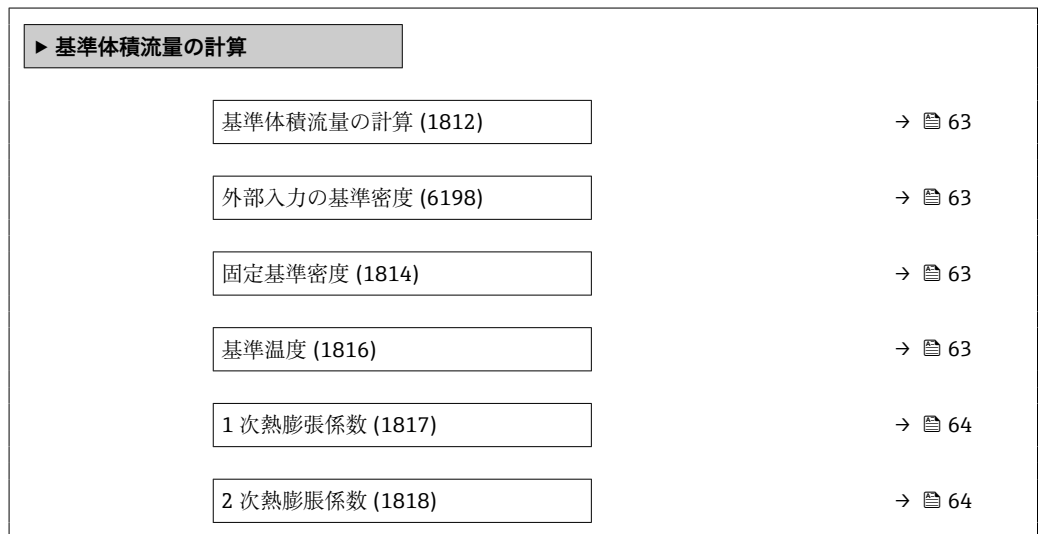 ▶ 基準体積流量の計算
基準体積流量の計算 (1812) → 63
外部入力の基準密度 (6198) → 63
固定基準密度 (1814) → 63
基準温度 (1816) → 63
1 次熱膨張係数 (1817) → 64
2 次熱膨脹係数 (1818) → 64